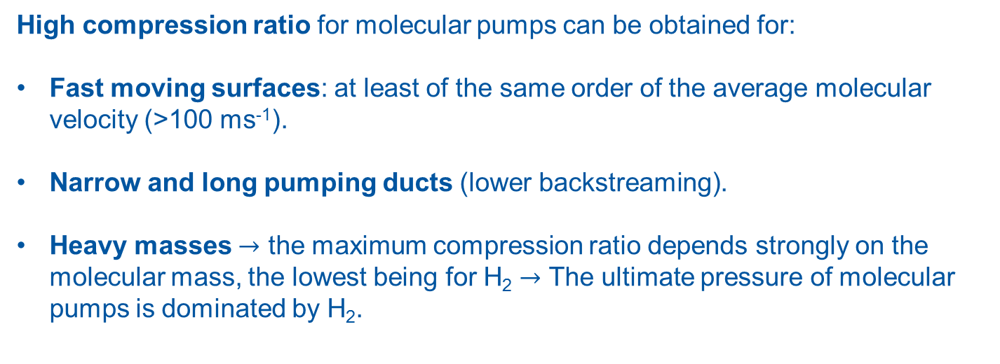 High compression ratio for molecular pumps can be obtained for:
• Fast moving surfaces: at least of the same order of the average molecular
velocity (>100 ms⁻¹).
• Narrow and long pumping ducts (lower backstreaming).
• Heavy masses → the maximum compression ratio depends strongly on the
molecular mass, the lowest being for H₂ → The ultimate pressure of molecular
pumps is dominated by H₂.